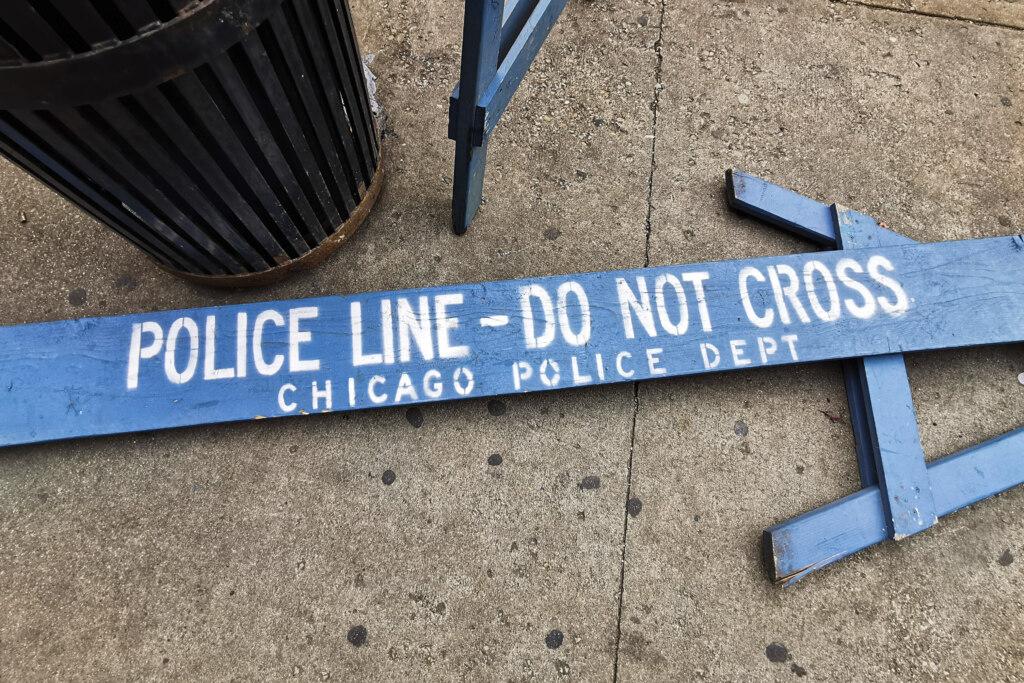 POLICE LINE - DO NOT CROSS
CHICAGO POLICE DEPT